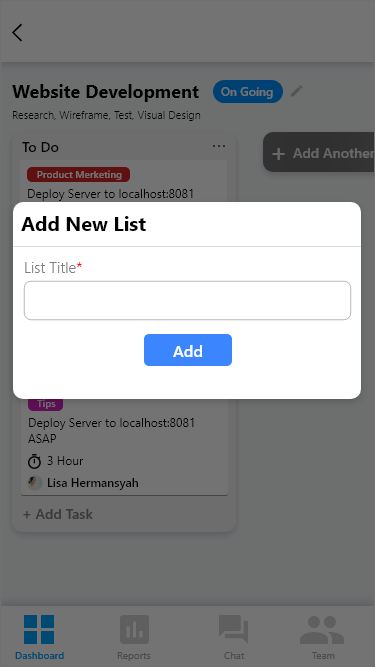 Website Development
On Going
Research, Wireframe, Test, Visual Design
To Do
...
+ Add Another
Product Merketing
Deploy Server to localhost:8081
Add New List
List Title*
Add
Tips
Deploy Server to localhost:8081
ASAP
3 Hour
Lisa Hermansyah
+ Add Task
Dashboard
Reports
Chat
Team